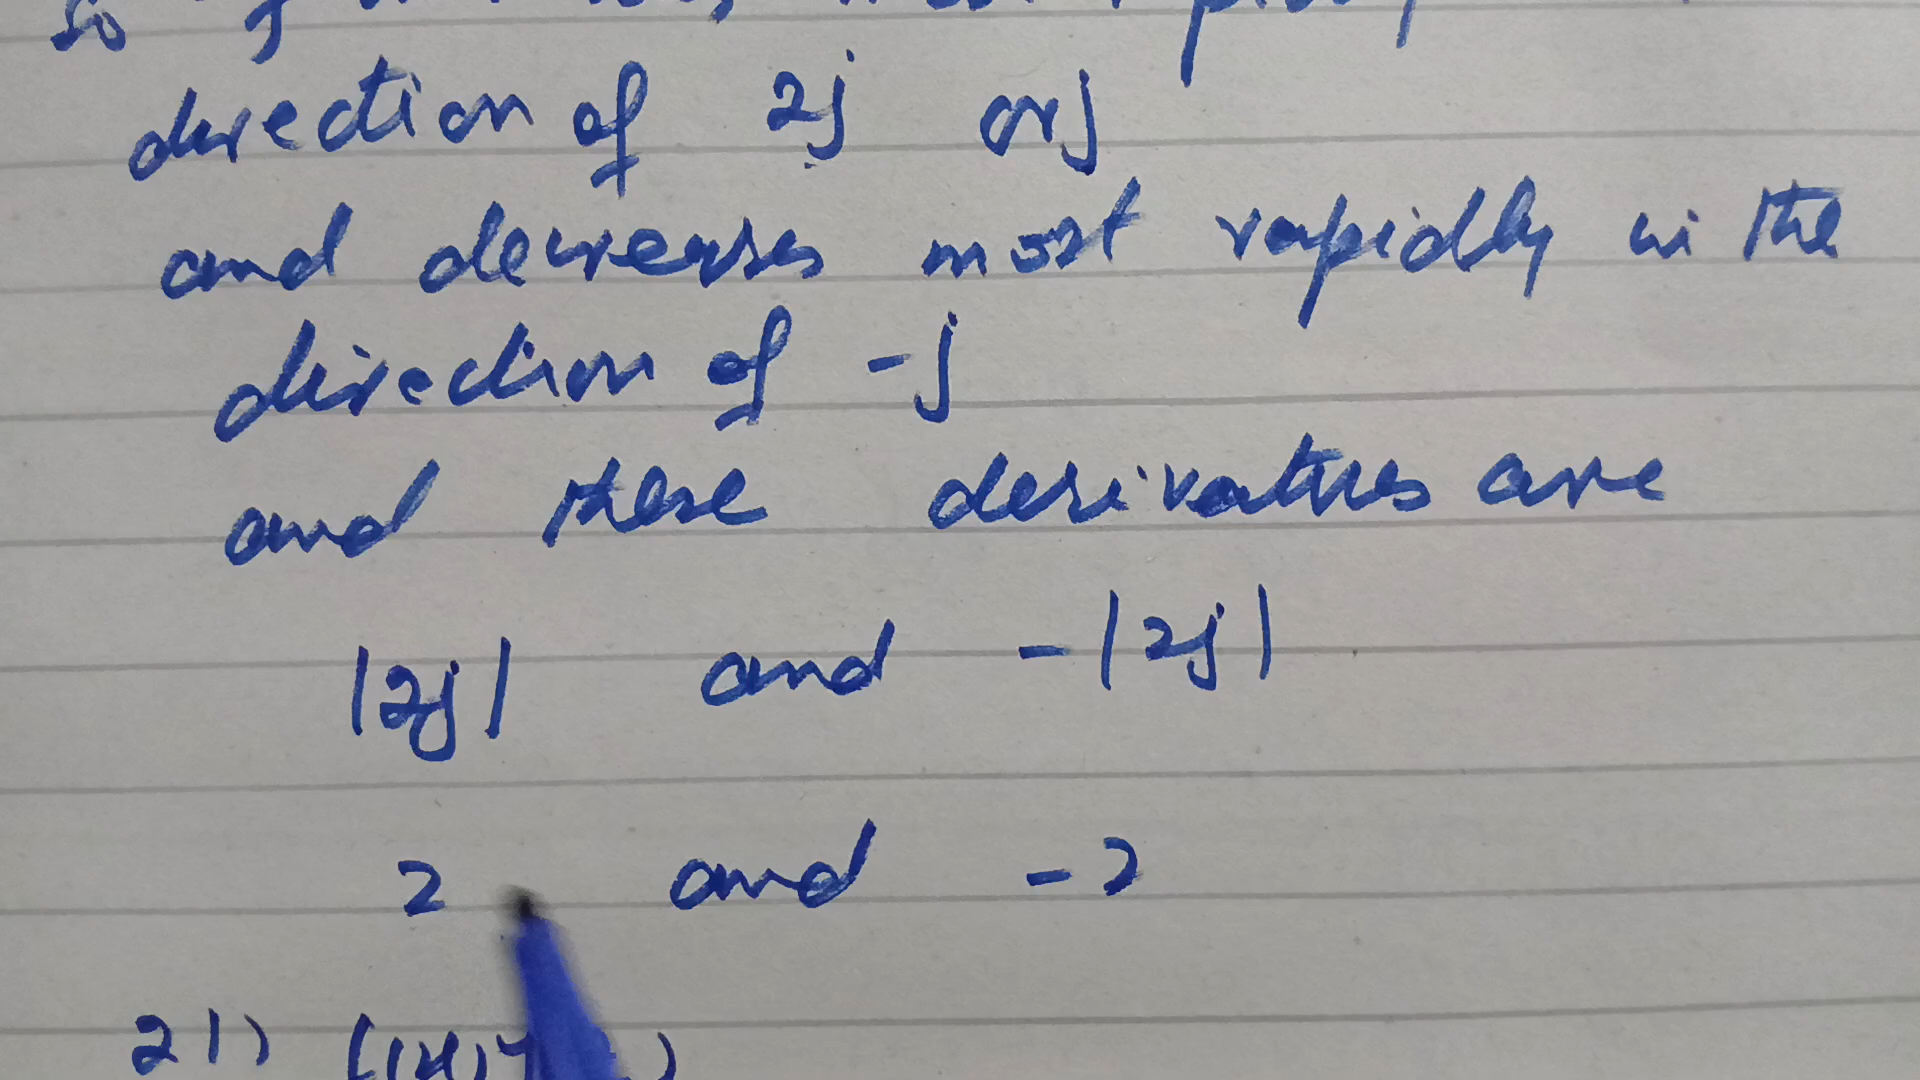 so
direction of 2j or j
and decreases most rapidly in the
direction of -j
and these derivatives are
|2j| and -|2j|
2 and -2
21)